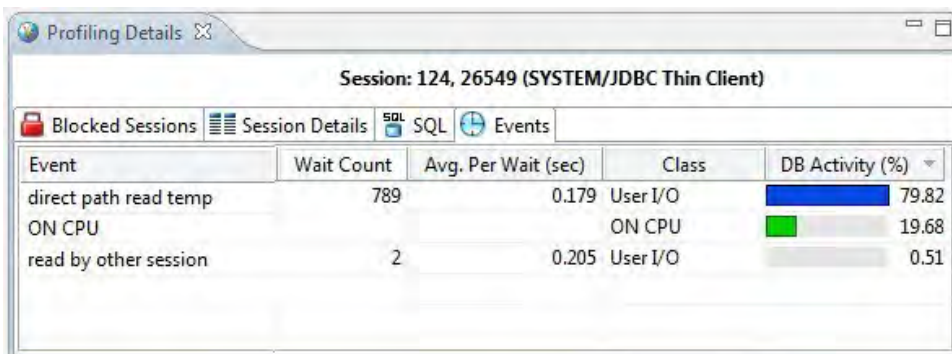 Profiling Details
Session: 124, 26549 (SYSTEM/JDBC Thin Client)
Blocked Sessions Session Details SQL SQL Events
Event Wait Count Avg. Per Wait (sec) Class DB Activity (%)
direct path read temp 789 0.179 User I/O 79.82
ON CPU ON CPU 19.68
read by other session 2 0.205 User I/O 0.51